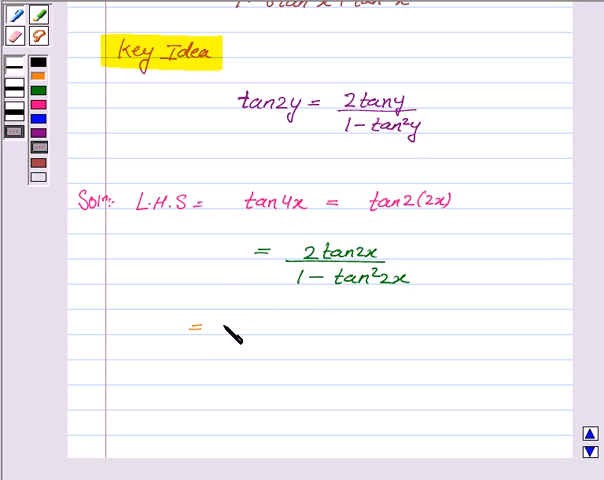 Key Idea
tan2y = 2tany / 1 - tan²y
Soln: L.H.S = tan4x = tan2(2x)
= 2tan2x / 1 - tan²2x
=